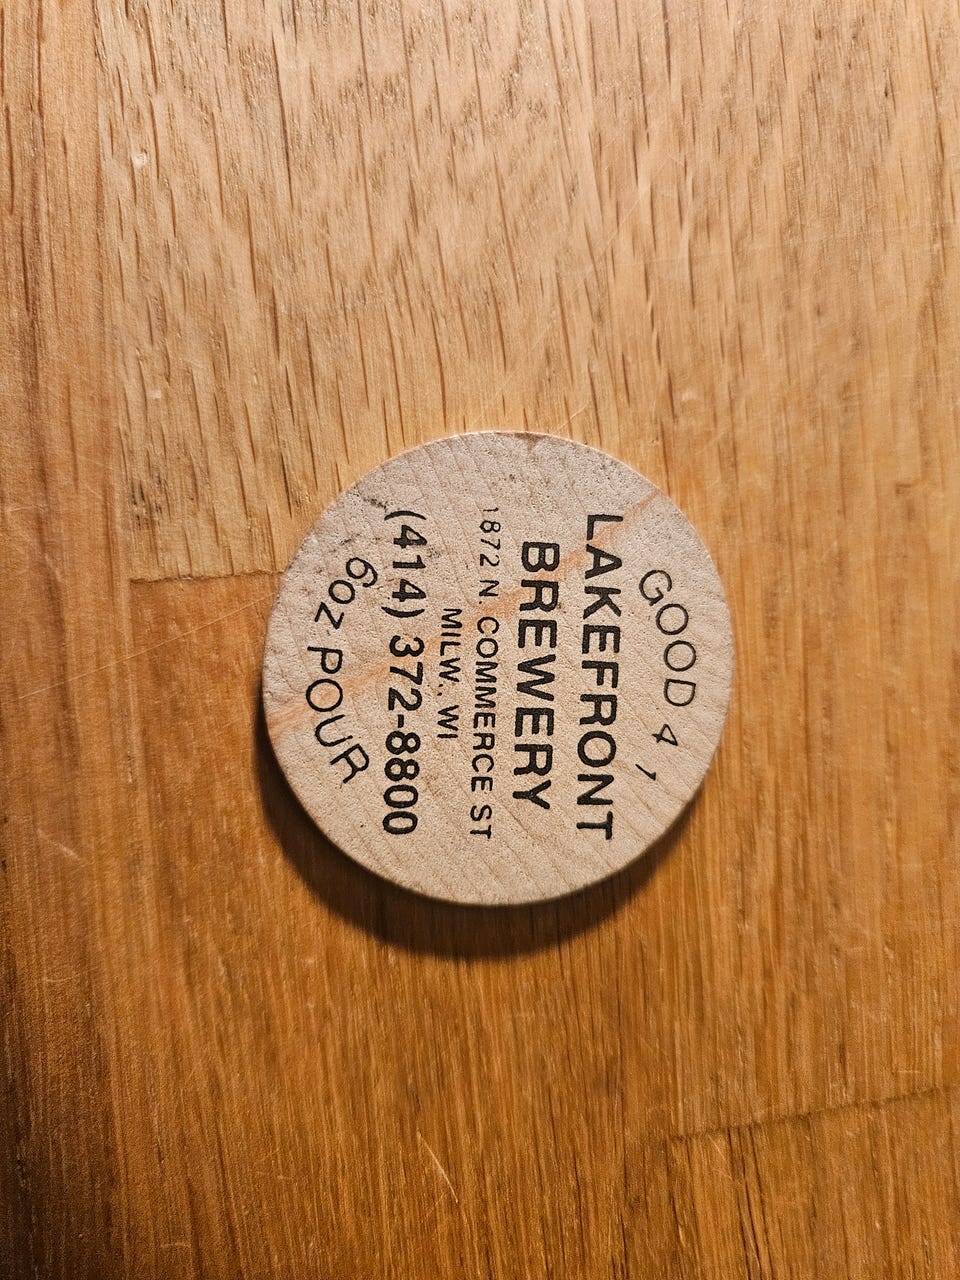 GOOD 4 1
LAKEFRONT
BREWERY
1872 N. COMMERCE ST
MILW., WI
(414) 372-8800
6oz POUR